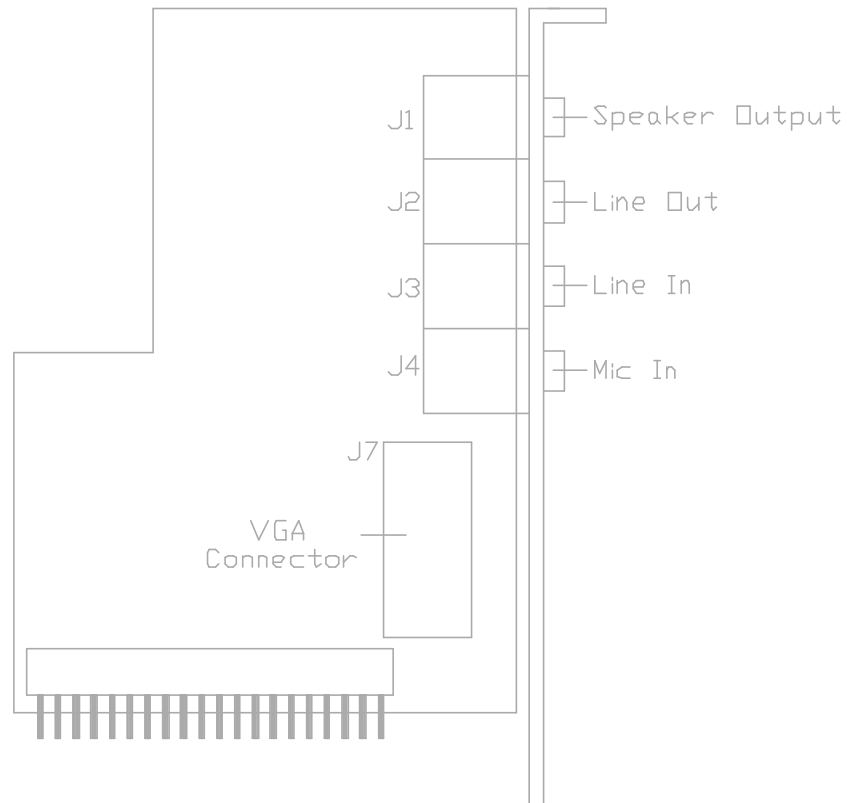 J1
Speaker Output
J2
Line Out
J3
Line In
J4
Mic In
J7
VGA
Connector